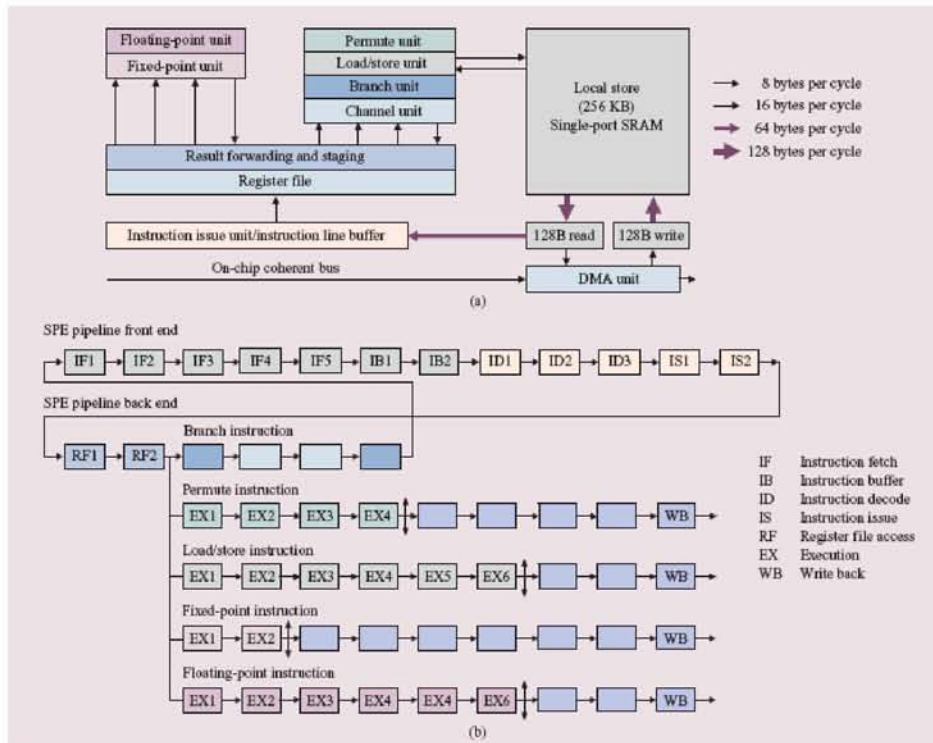 Floating-point unit
Fixed-point unit
Permute unit
Load/store unit
Branch unit
Channel unit
Local store
(256 KB)
Single-port SRAM
8 bytes per cycle
16 bytes per cycle
64 bytes per cycle
128 bytes per cycle
Result forwarding and staging
Register file
Instruction issue unit/instruction line buffer
128B read
128B write
On-chip coherent bus
DMA unit
(a)
SPE pipeline front end
IF1 IF2 IF3 IF4 IF5 IB1 IB2 ID1 ID2 ID3 IS1 IS2
SPE pipeline back end
Branch instruction
RF1 RF2
Permute instruction
EX1 EX2 EX3 EX4 WB
Load/store instruction
EX1 EX2 EX3 EX4 EX5 EX6 WB
Fixed-point instruction
EX1 EX2 WB
Floating-point instruction
EX1 EX2 EX3 EX4 EX4 EX6 WB
IF Instruction fetch
IB Instruction buffer
ID Instruction decode
IS Instruction issue
RF Register file access
EX Execution
WB Write back
(b)